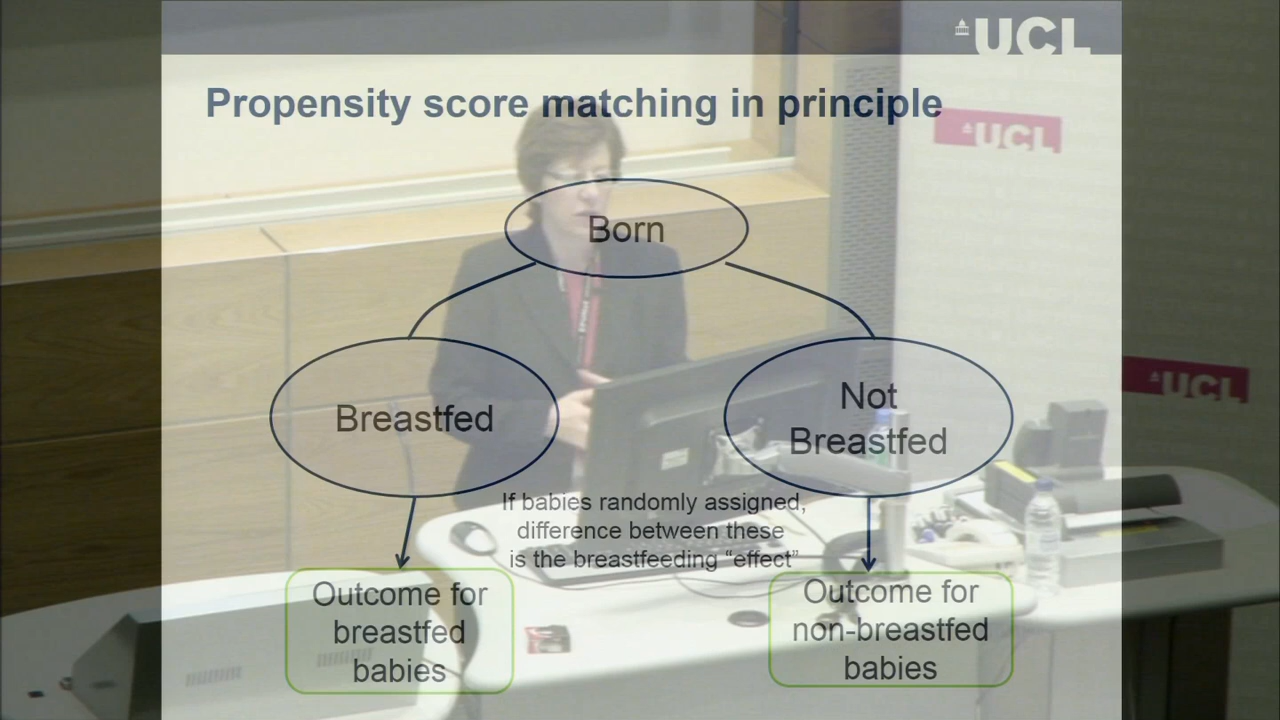 UCL
Propensity score matching in principle
UCL
Born
UCL
Breastfed
Not
Breastfed
If babies randomly assigned,
difference between these
is the breastfeeding “effect”
Outcome for
breastfed
babies
Outcome for
non-breastfed
babies